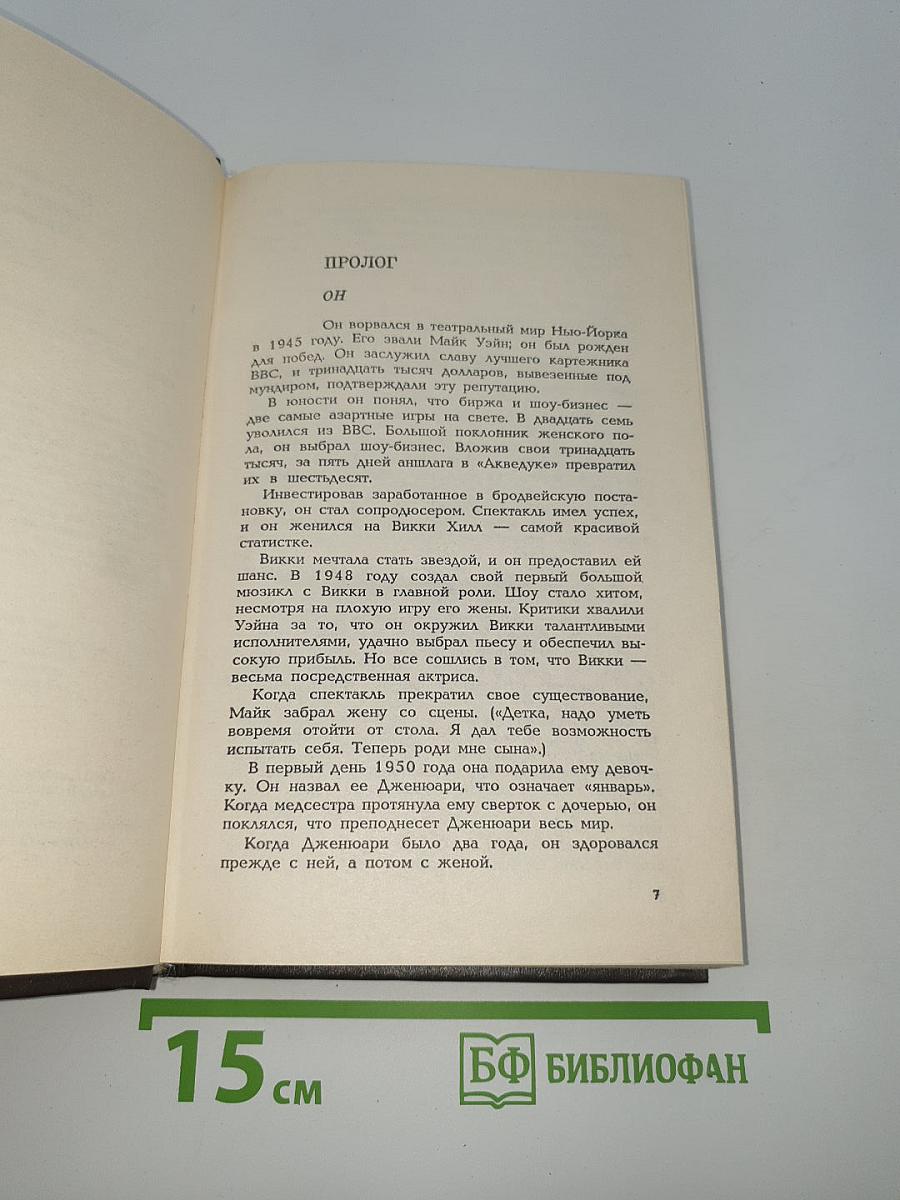 ПРОЛОГ
ОН
Он ворвался в театральный мир Нью-Йорка
в 1945 году. Его звали Майк Уэйн; он был рожден
для побед. Он заслужил славу лучшего картежника
ВВС, и тринадцать тысяч долларов, вывезенные под
мундиром, подтверждали эту репутацию.
В юности он понял, что биржа и шоу-бизнес —
две самые азартные игры на свете. В двадцать семь
уволился из ВВС. Большой поклонник женского по-
ла, он выбрал шоу-бизнес. Вложив свои тринадцать
тысяч, за пять дней аншлага в «Акведуке» превратил
их в шестьдесят.
Инвестировав заработанное в бродвейскую поста-
новку, он стал сопродюсером. Спектакль имел успех,
и он женился на Викки Хилл — самой красивой
статистке.
Викки мечтала стать звездой, и он предоставил ей
шанс. В 1948 году создал свой первый большой
мюзикл с Викки в главной роли. Шоу стало хитом,
несмотря на плохую игру его жены. Критики хвалили
Уэйна за то, что он окружил Викки талантливыми
исполнителями, удачно выбрал пьесу и обеспечил вы-
сокую прибыль. Но все сошлись в том, что Викки —
весьма посредственная актриса.
Когда спектакль прекратил свое существование,
Майк забрал жену со сцены. («Детка, надо уметь
вовремя отойти от стола. Я дал тебе возможность
испытать себя. Теперь роди мне сына».)
В первый день 1950 года она подарила ему девоч-
ку. Он назвал ее Дженюари, что означает «январь».
Когда медсестра протянула ему сверток с дочерью, он
поклялся, что преподнесет Дженюари весь мир.
Когда Дженюари было два года, он здоровался
прежде с ней, а потом с женой.
7
15 см
БФ БИБЛИОФАН